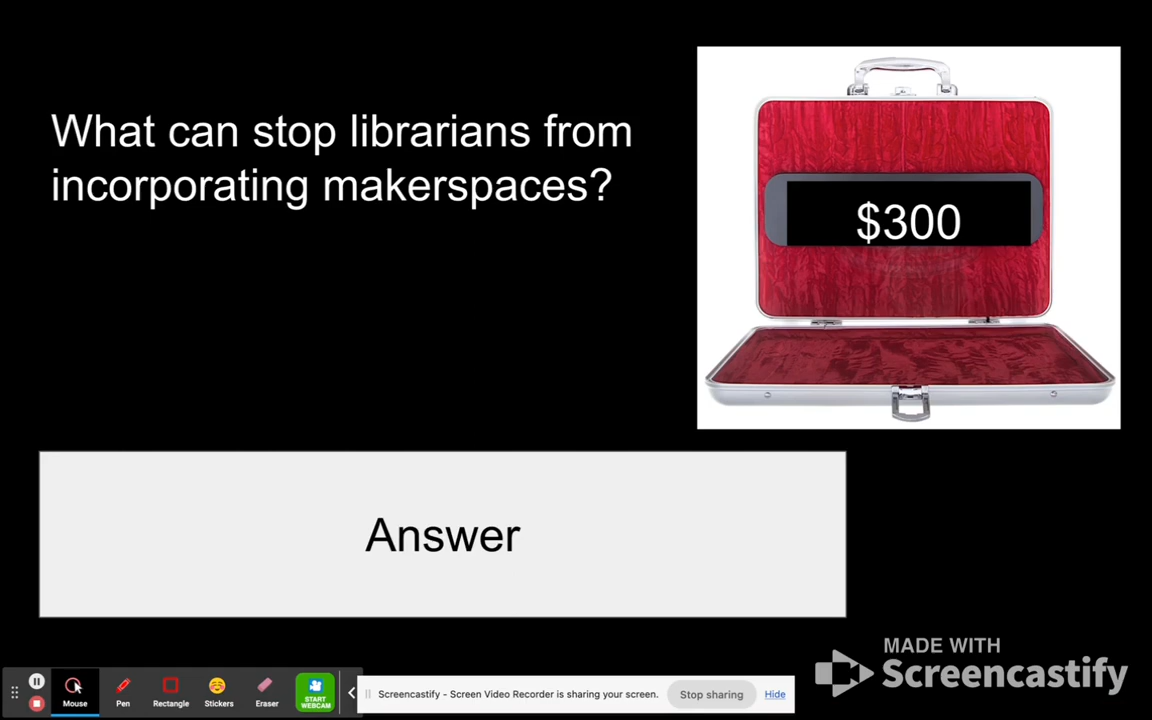 What can stop librarians from
incorporating makerspaces?
$300
Answer
MADE WITH
Screencastify
Mouse
Pen
Rectangle
Stickers
Eraser
START
WEBCAM
Screencastify - Screen Video Recorder is sharing your screen.
Stop sharing
Hide